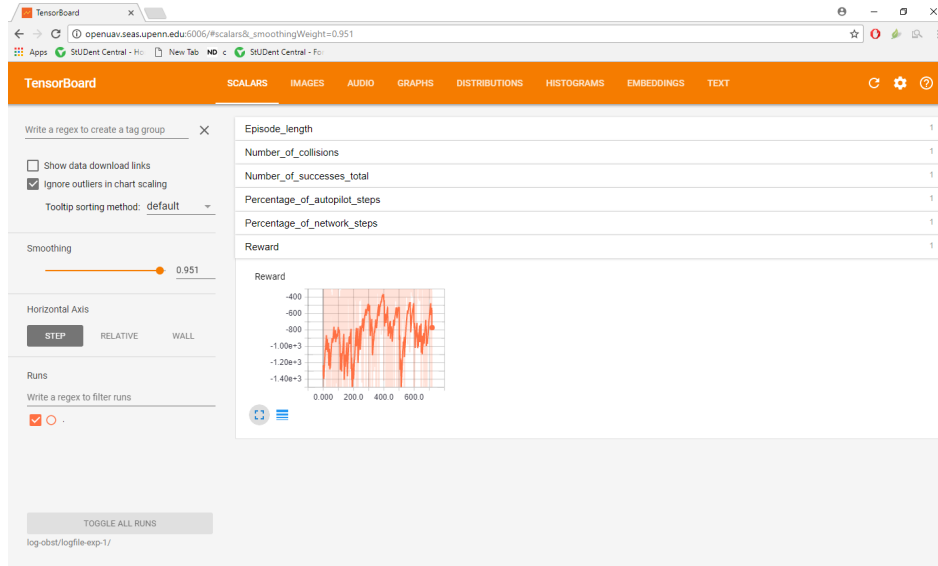 TensorBoard
openuav.seas.upenn.edu:6006/#scalars&_smoothingWeight=0.951
Apps StUDent Central - Ho New Tab ND c StUDent Central - For
TensorBoard SCALARS IMAGES AUDIO GRAPHS DISTRIBUTIONS HISTOGRAMS EMBEDDINGS TEXT
Write a regex to create a tag group
Show data download links
Ignore outliers in chart scaling
Tooltip sorting method: default
Smoothing
0.951
Horizontal Axis
STEP RELATIVE WALL
Runs
Write a regex to filter runs
.
TOGGLE ALL RUNS
log-obst/logfile-exp-1/
Episode_length 1
Number_of_collisions 1
Number_of_successes_total 1
Percentage_of_autopilot_steps 1
Percentage_of_network_steps 1
Reward 1
Reward
-400
-600
-800
-1.00e+3
-1.20e+3
-1.40e+3
0.000 200.0 400.0 600.0